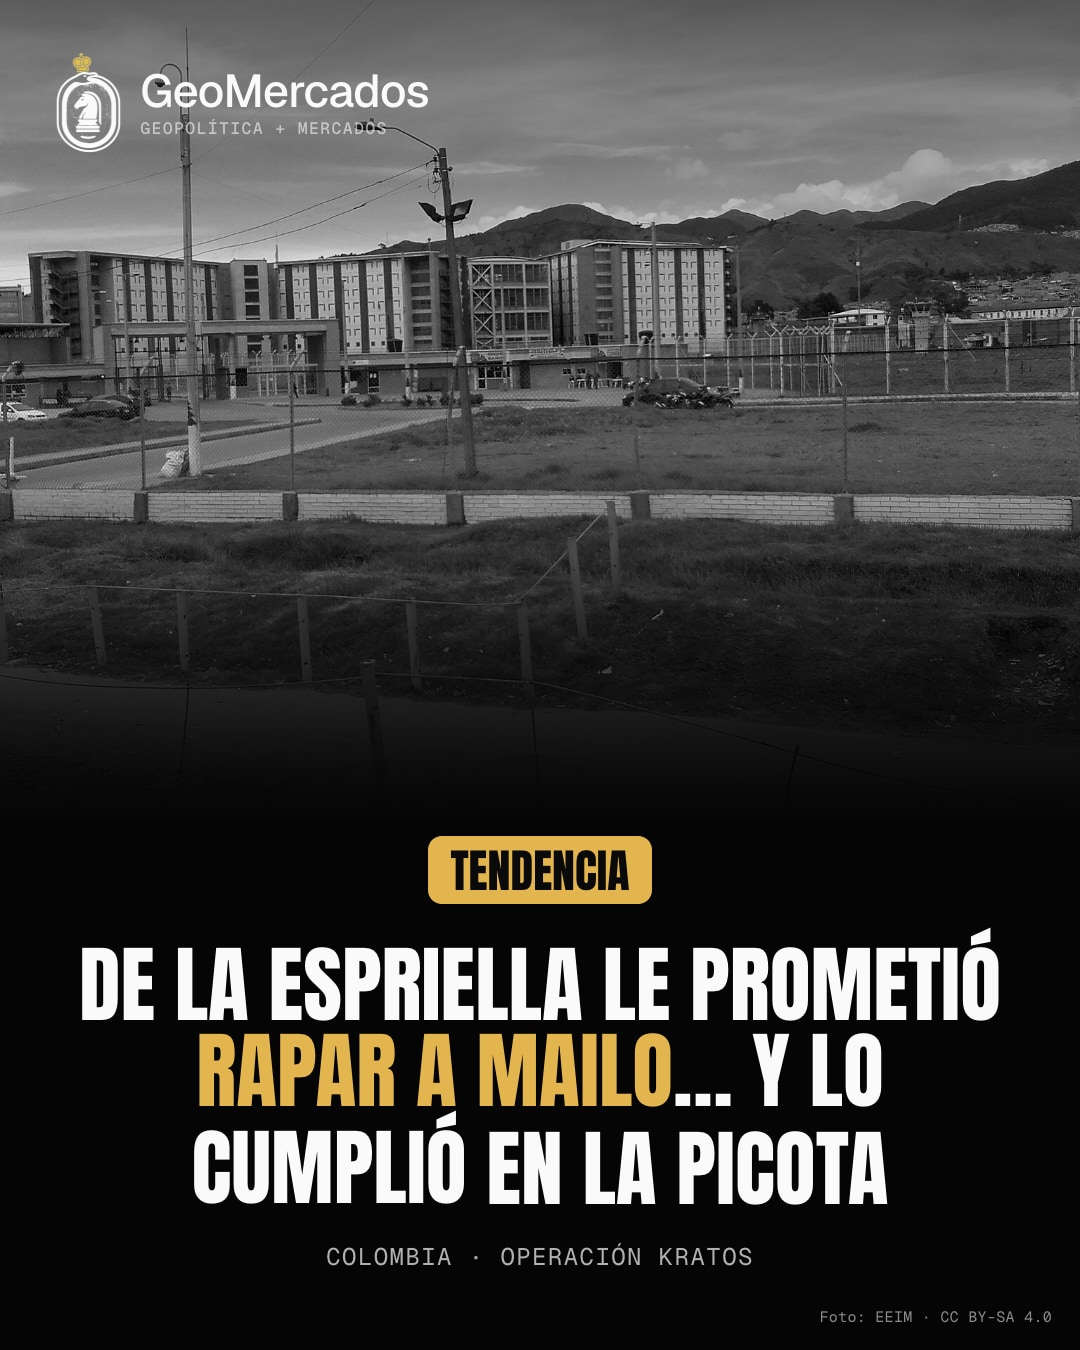 GeoMercados
GEOPOLÍTICA + MERCADOS
TENDENCIA
DE LA ESPRIELLA LE PROMETIÓ
RAPAR A MAILO... Y LO
CUMPLIÓ EN LA PICOTA
COLOMBIA · OPERACIÓN KRATOS
Foto: EEIM · CC BY-SA 4.0